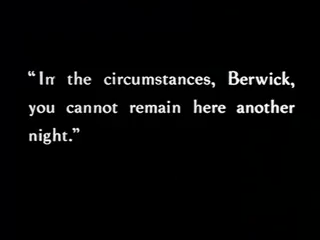 “In the circumstances, Berwick,
you cannot remain here another
night.”